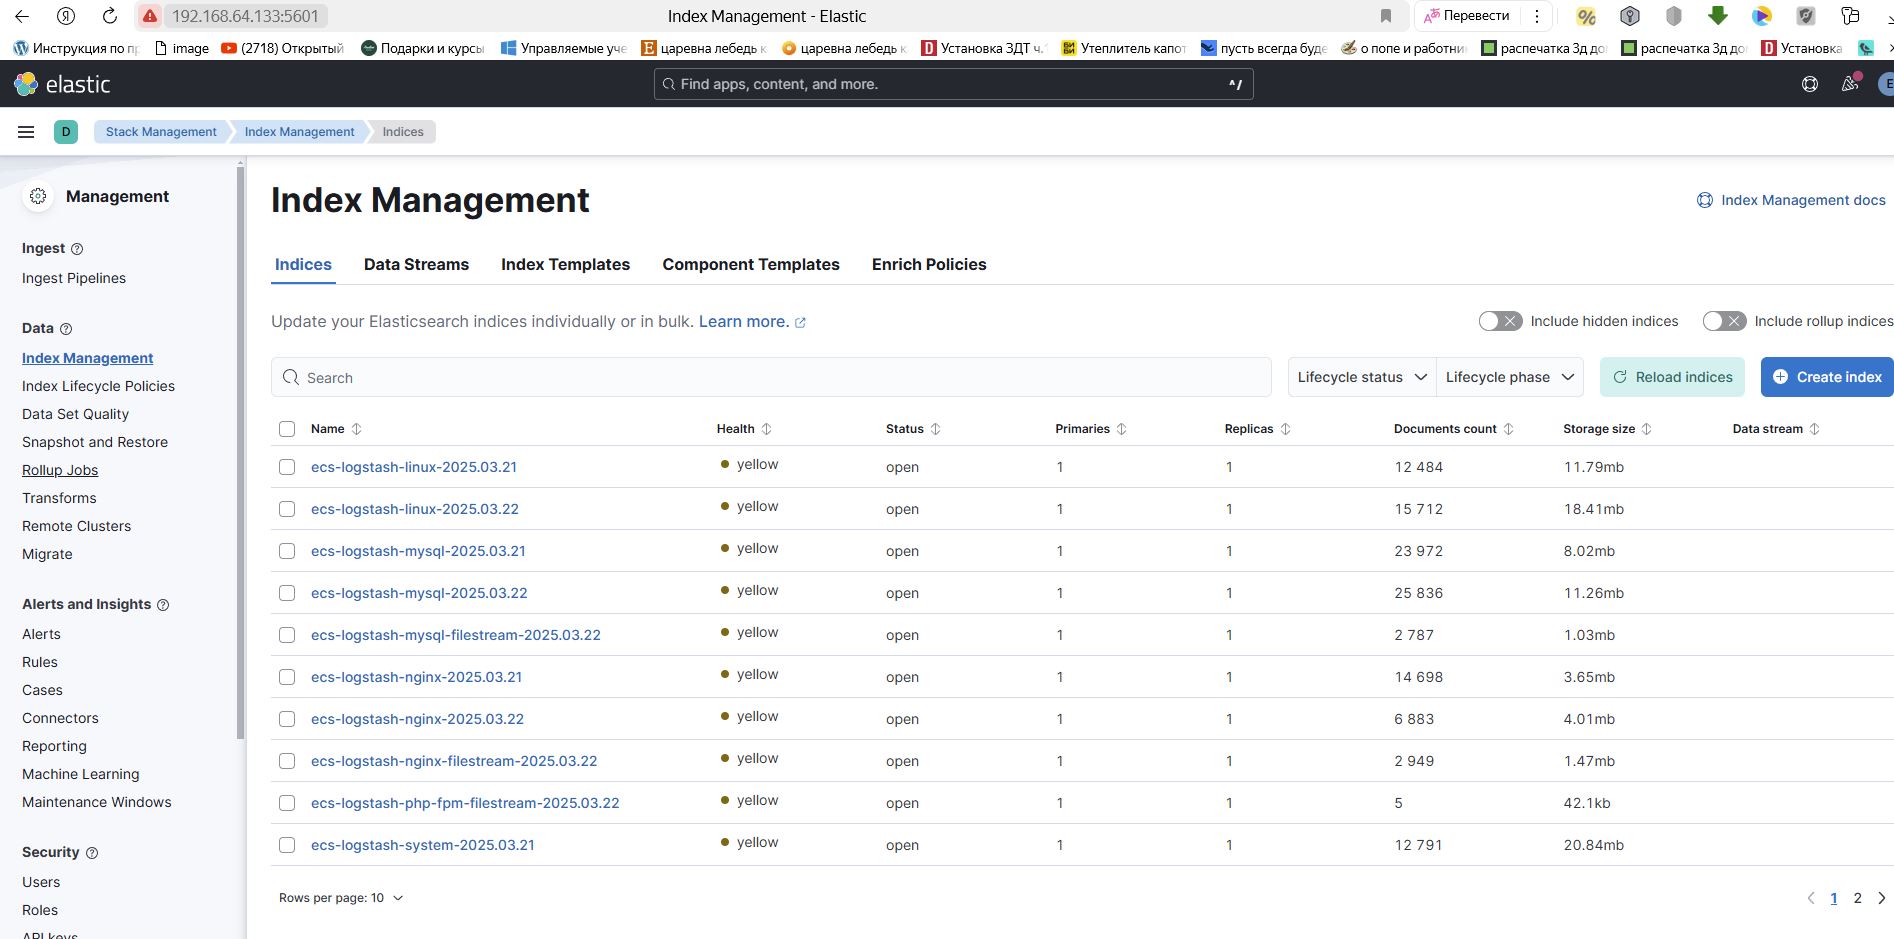 192.168.64.133:5601
Index Management - Elastic
Перевести
Инструкция по пр
image
(2718) Открытый
Подарки и курсы
Управляемые уче
царевна лебедь к
царевна лебедь к
Установка ЗДТ ч.
Утеплитель капот
пусть всегда буде
о попе и работни
распечатка 3д до
распечатка 3д до
Установка
elastic
Find apps, content, and more.
^/
E
D
Stack Management
Index Management
Indices
Management
Ingest
Ingest Pipelines
Data
Index Management
Index Lifecycle Policies
Data Set Quality
Snapshot and Restore
Rollup Jobs
Transforms
Remote Clusters
Migrate
Alerts and Insights
Alerts
Rules
Cases
Connectors
Reporting
Machine Learning
Maintenance Windows
Security
Users
Roles
API keys
Index Management
Index Management docs
Indices Data Streams Index Templates Component Templates Enrich Policies
Update your Elasticsearch indices individually or in bulk. Learn more.
Include hidden indices
Include rollup indices
Search
Lifecycle status
Lifecycle phase
Reload indices
Create index
Name Health Status Primaries Replicas Documents count Storage size Data stream
ecs-logstash-linux-2025.03.21 yellow open 1 1 12 484 11.79mb
ecs-logstash-linux-2025.03.22 yellow open 1 1 15 712 18.41mb
ecs-logstash-mysql-2025.03.21 yellow open 1 1 23 972 8.02mb
ecs-logstash-mysql-2025.03.22 yellow open 1 1 25 836 11.26mb
ecs-logstash-mysql-filestream-2025.03.22 yellow open 1 1 2 787 1.03mb
ecs-logstash-nginx-2025.03.21 yellow open 1 1 14 698 3.65mb
ecs-logstash-nginx-2025.03.22 yellow open 1 1 6 883 4.01mb
ecs-logstash-nginx-filestream-2025.03.22 yellow open 1 1 2 949 1.47mb
ecs-logstash-php-fpm-filestream-2025.03.22 yellow open 1 1 5 42.1kb
ecs-logstash-system-2025.03.21 yellow open 1 1 12 791 20.84mb
Rows per page: 10
1 2